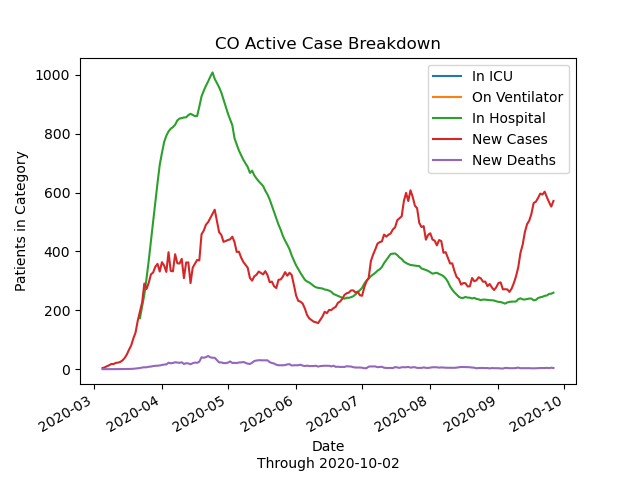 CO Active Case Breakdown
Patients in Category
1000
800
600
400
200
0
In ICU
On Ventilator
In Hospital
New Cases
New Deaths
2020-03
2020-04
2020-05
2020-06
2020-07
2020-08
2020-09
2020-10
Date
Through 2020-10-02